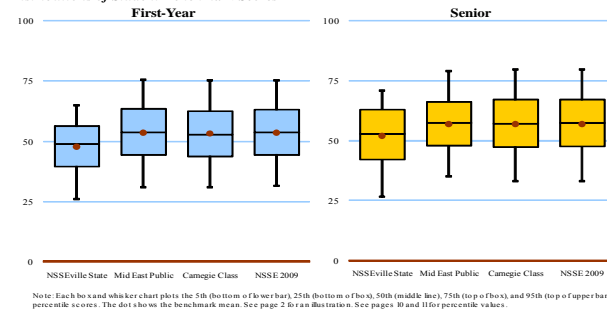 First-Year
Senior
100
75
50
25
0
NSSEville State Mid East Public Carnegie Class NSSE 2009
100
75
50
25
0
NSSEville State Mid East Public Carnegie Class NSSE 2009
Note: Each box and whisker chart plots the 5th (bottom of lower bar), 25th (bottom of box), 50th (middle line), 75th (top of box), and 95th (top of upper bar
percentile scores. The dot shows the benchmark mean. See page 2 for an illustration. See pages 10 and 11 for percentile values.